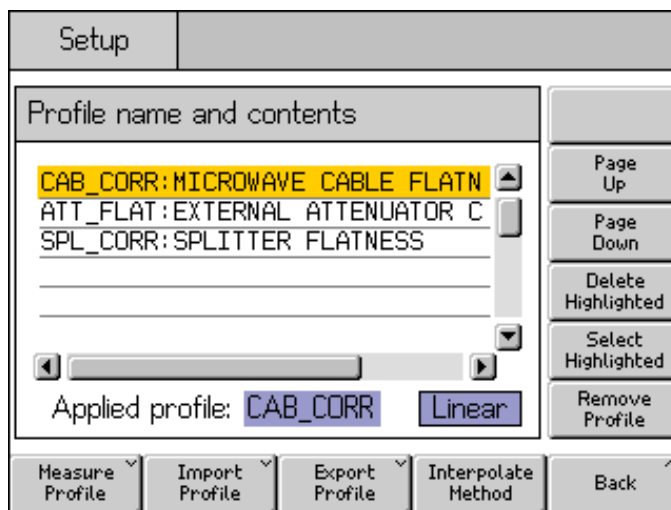 Setup
Profile name and contents
CAB_CORR:MICROWAVE CABLE FLATN
ATT_FLAT:EXTERNAL ATTENUATOR C
SPL_CORR:SPLITTER FLATNESS
Applied profile: CAB_CORR Linear
Page
Up
Page
Down
Delete
Highlighted
Select
Highlighted
Remove
Profile
Measure
Profile
Import
Profile
Export
Profile
Interpolate
Method
Back